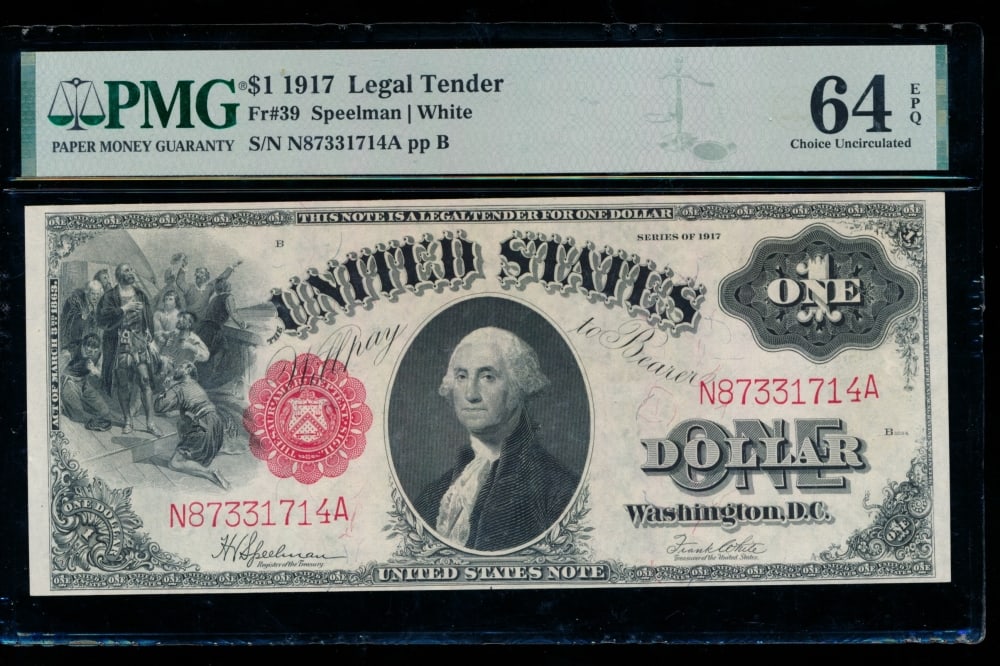 PMG®
PAPER MONEY GUARANTY
$1 1917 Legal Tender
Fr#39 Speelman | White
S/N N87331714A pp B
64 EPQ
Choice Uncirculated
THIS NOTE IS A LEGAL TENDER FOR ONE DOLLAR
B
SERIES OF 1917
THE UNITED STATES
ONE
ACT OF MARCH 3RD 1863.
Will pay to Bearer
N87331714A
ONE DOLLAR
B
Washington, D.C.
N87331714A
ONE DOLLAR
H V Speelman
Register of the Treasury
Frank White
Treasurer of the United States.
UNITED STATES NOTE